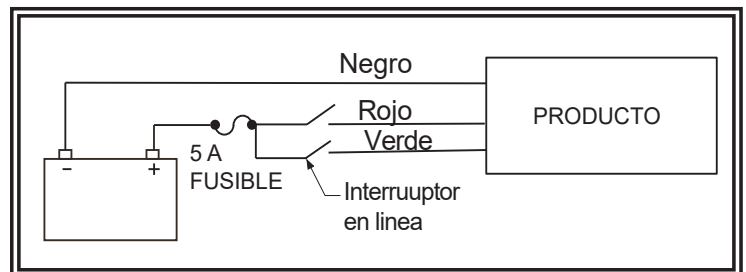 Negro
Rojo
Verde
PRODUCTO
- +
5 A
FUSIBLE
Interruuptor
en linea